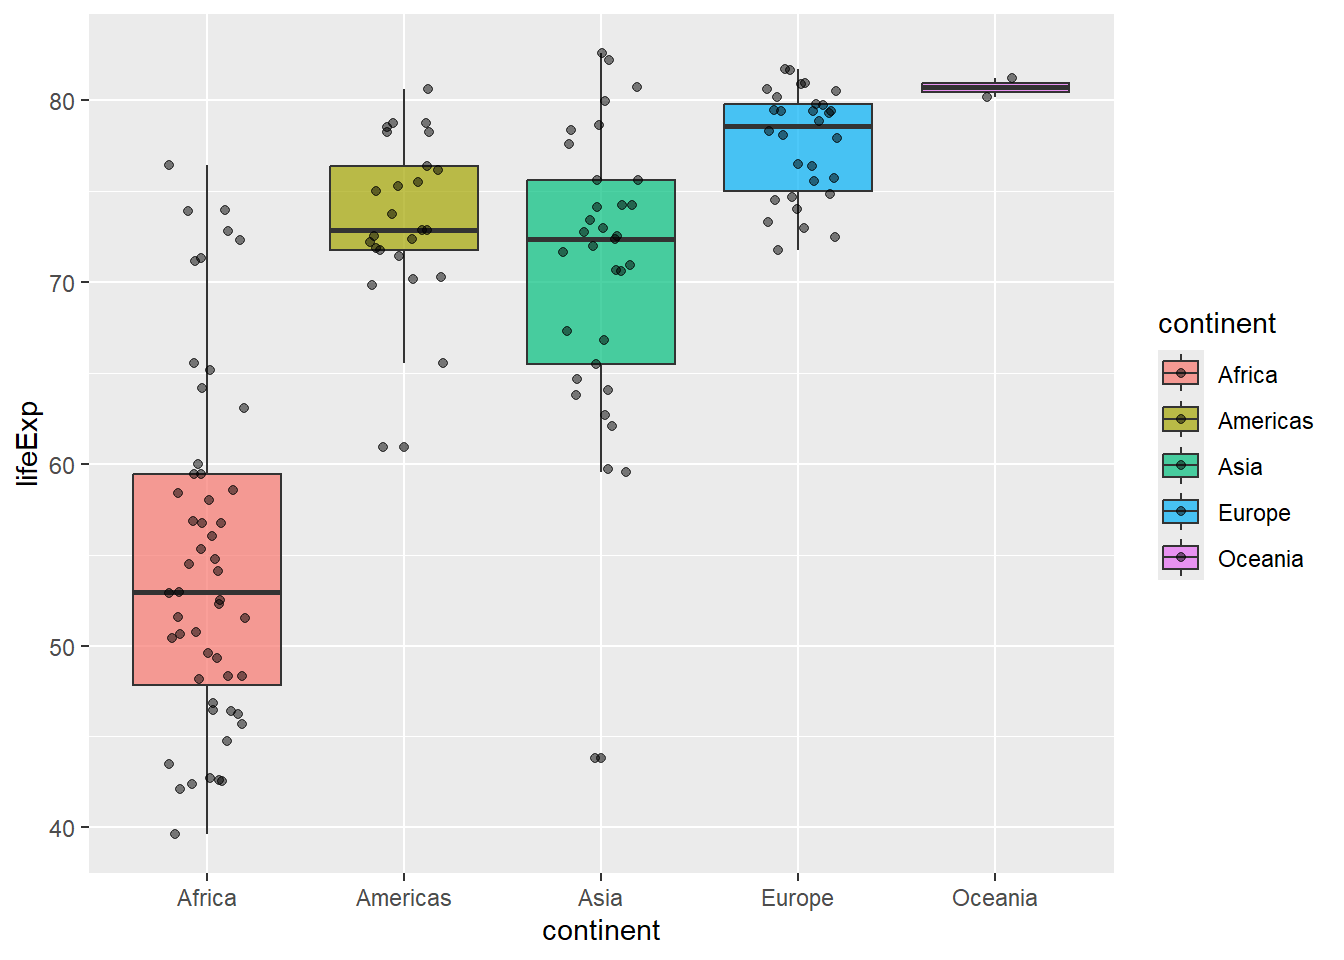 lifeExp
80
70
60
50
40
Africa
Americas
Asia
Europe
Oceania
continent
continent
Africa
Americas
Asia
Europe
Oceania